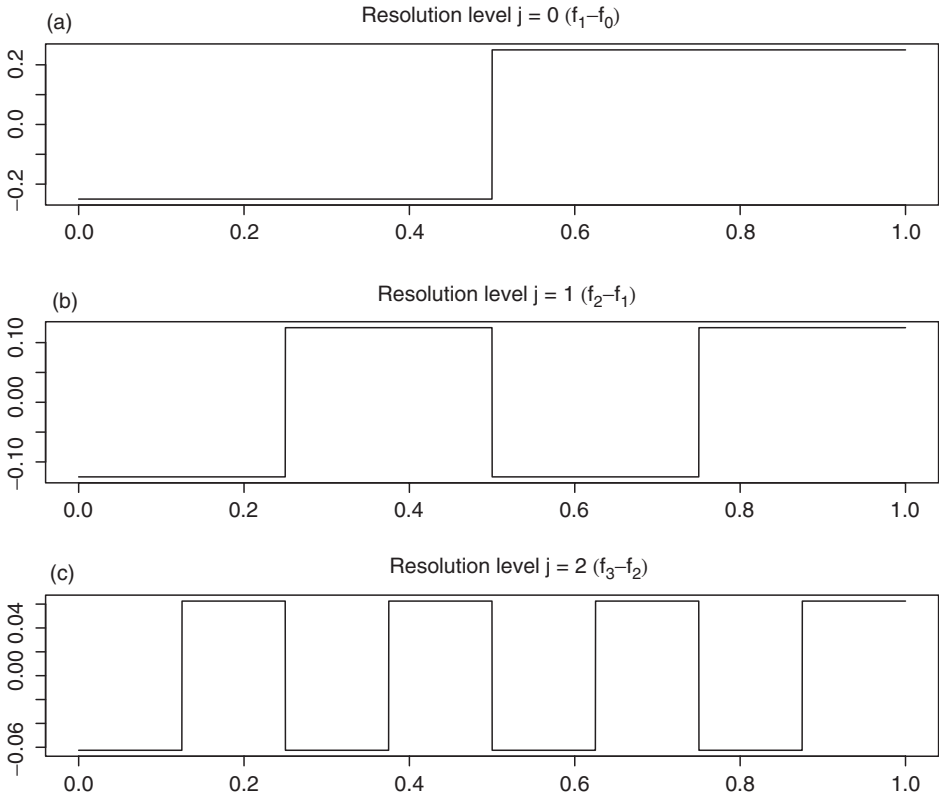 (a)
Resolution level j = 0 (f1–f0)
0.2
0.0
−0.2
0.0 0.2 0.4 0.6 0.8 1.0
(b)
Resolution level j = 1 (f2–f1)
0.10
0.00
−0.10
0.0 0.2 0.4 0.6 0.8 1.0
(c)
Resolution level j = 2 (f3–f2)
0.04
0.00
−0.06
0.0 0.2 0.4 0.6 0.8 1.0